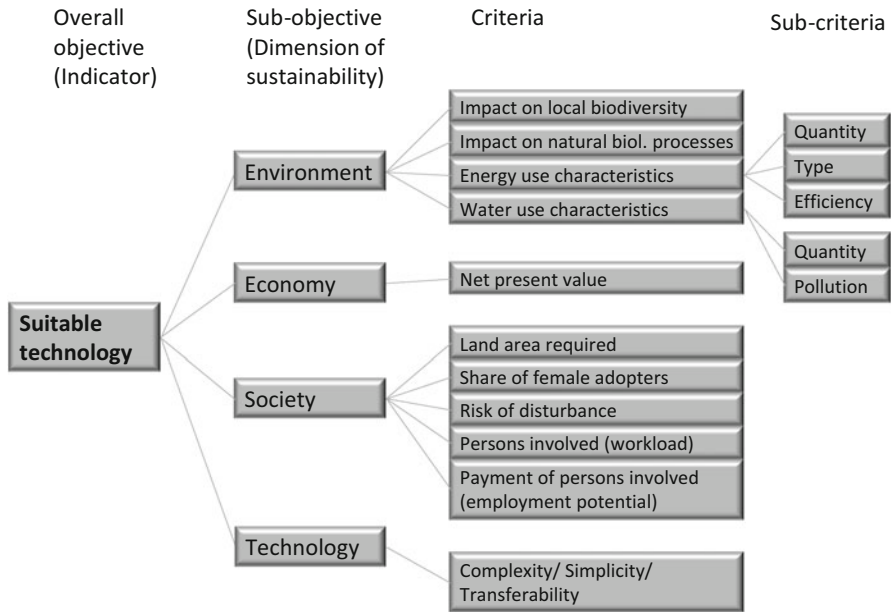 Overall
objective
(Indicator)
Sub-objective
(Dimension of
sustainability)
Criteria
Sub-criteria
Suitable
technology
Environment
Impact on local biodiversity
Impact on natural biol. processes
Energy use characteristics
Water use characteristics
Quantity
Type
Efficiency
Quantity
Pollution
Economy
Net present value
Society
Land area required
Share of female adopters
Risk of disturbance
Persons involved (workload)
Payment of persons involved
(employment potential)
Technology
Complexity/ Simplicity/
Transferability